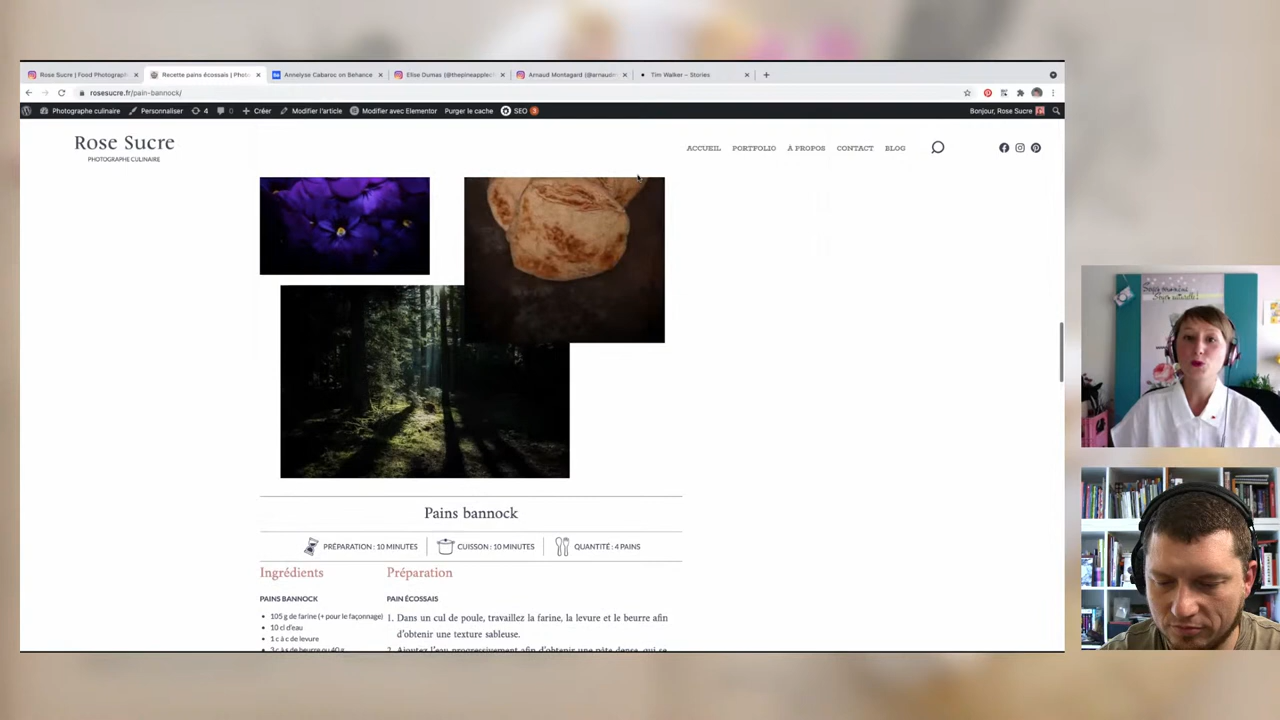 Rose Sucre | Food Photograph
Recette pains écossais | Phot
Annelyse Cabaroc on Behance
Elise Dumas (@thepineapplec
Arnaud Montagard (@arnaudm
Tim Walker – Stories
rosesucre.fr/pain-bannock/
Photographe culinaire
Personnaliser
4
0
Créer
Modifier l'article
Modifier avec Elementor
Purger le cache
SEO
3
Bonjour, Rose Sucre
Rose Sucre
PHOTOGRAPHE CULINAIRE
ACCUEIL
PORTFOLIO
À PROPOS
CONTACT
BLOG
Pains bannock
PRÉPARATION : 10 MINUTES
CUISSON : 10 MINUTES
QUANTITÉ : 4 PAINS
Ingrédients
PAINS BANNOCK
105 g de farine (+ pour le façonnage)
10 cl d'eau
1 c à c de levure
3 c à s de beurre ou 40 g
Préparation
PAIN ÉCOSSAIS
1. Dans un cul de poule, travaillez la farine, la levure et le beurre afin
d'obtenir une texture sableuse.
2. Ajoutez l'eau progressivement afin d'obtenir une pâte dense, qui se